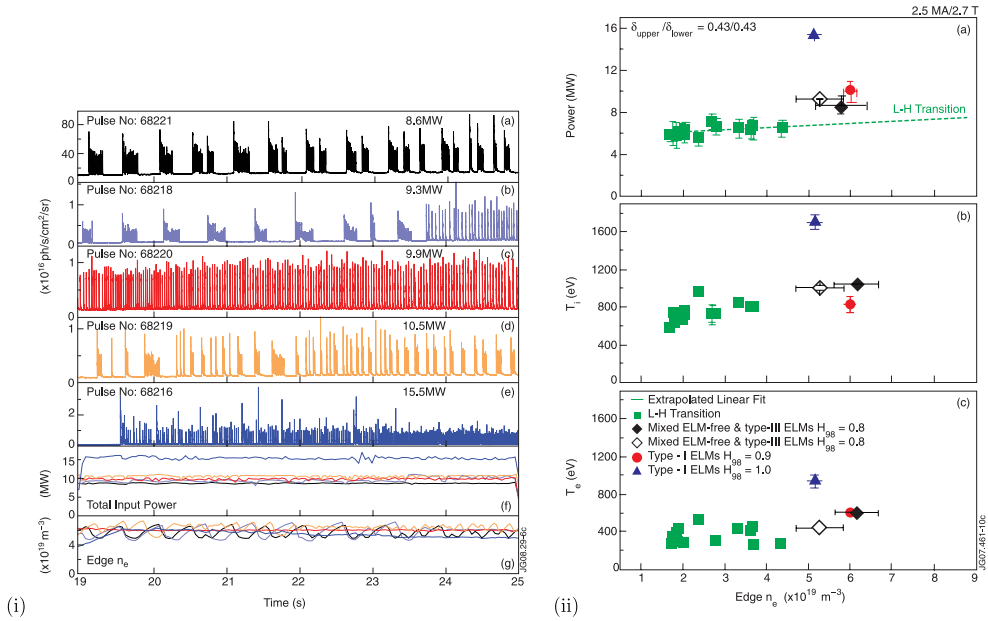 2.5 MA/2.7 T
Pulse No: 68221
8.6MW
(a)
80
40
0
Pulse No: 68218
9.3MW
(b)
1
0
Pulse No: 68220
9.9MW
(c)
1
0
Pulse No: 68219
10.5MW
(d)
1
0
Pulse No: 68216
15.5MW
(e)
2
0
(x10¹⁶ ph/s/cm²/sr)
15
10
5
(MW)
Total Input Power
(f)
8
4
0
(x10¹⁹ m⁻³)
Edge nₑ
(g)
19
20
21
22
23
24
25
Time (s)
JG08.29-6c
(i)
δupper /δlower = 0.43/0.43
(a)
16
12
8
4
0
Power (MW)
L-H Transition
(b)
1600
1200
800
400
0
Tᵢ (eV)
(c)
Extrapolated Linear Fit
L-H Transition
Mixed ELM-free & type-III ELMs H₉₈ = 0.8
Mixed ELM-free & type-III ELMs H₉₈ = 0.8
Type - I ELMs H₉₈ = 0.9
Type - I ELMs H₉₈ = 1.0
1600
1200
800
400
0
Tₑ (eV)
1
2
3
4
5
6
7
8
9
Edge nₑ (x10¹⁹ m⁻³)
JG07.461-10c
(ii)